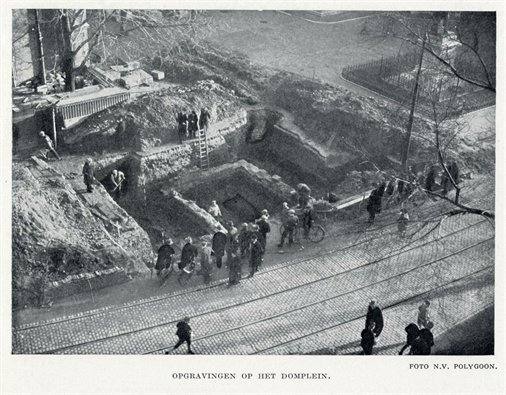 FOTO N.V. POLYGOON.
OPGRAVINGEN OP HET DOMPLEIN.